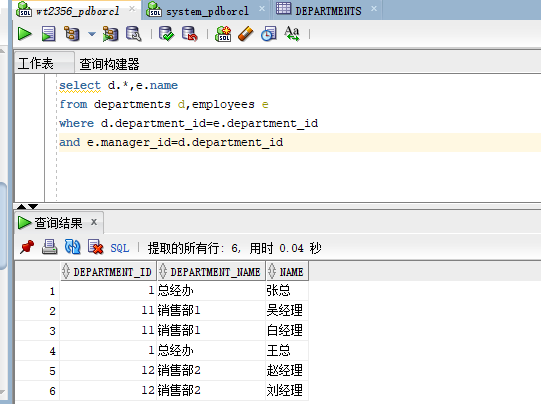 wt2356_pdborcl × system_pdborcl × DEPARTMENTS ×
SQL Aa
工作表 查询构建器
select d.*,e.name
from departments d,employees e
where d.department_id=e.department_id
and e.manager_id=d.department_id
查询结果 ×
SQL | 提取的所有行: 6, 用时 0.04 秒
DEPARTMENT_ID DEPARTMENT_NAME NAME
1 1 总经办 张总
2 11 销售部1 吴经理
3 11 销售部1 白经理
4 1 总经办 王总
5 12 销售部2 赵经理
6 12 销售部2 刘经理